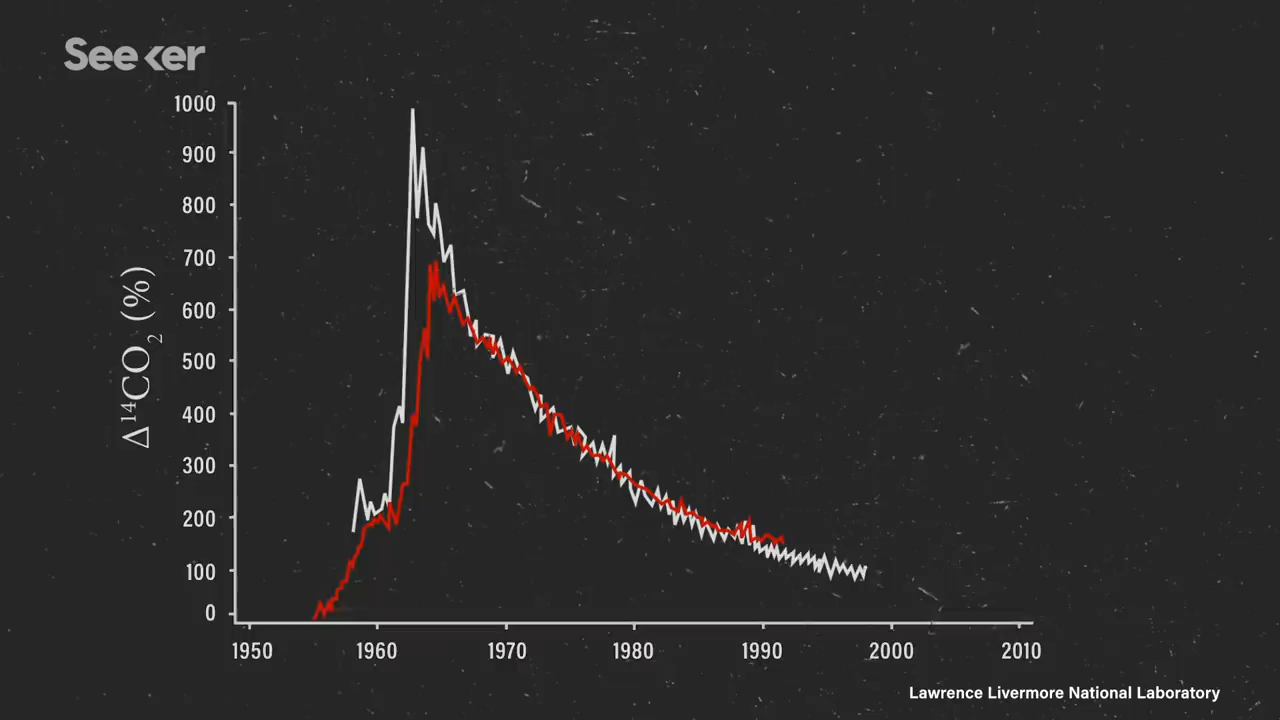 Seeker
1000
900
800
700
600
500
400
300
200
100
0
Δ¹⁴CO₂ (%)
1950 1960 1970 1980 1990 2000 2010
Lawrence Livermore National Laboratory